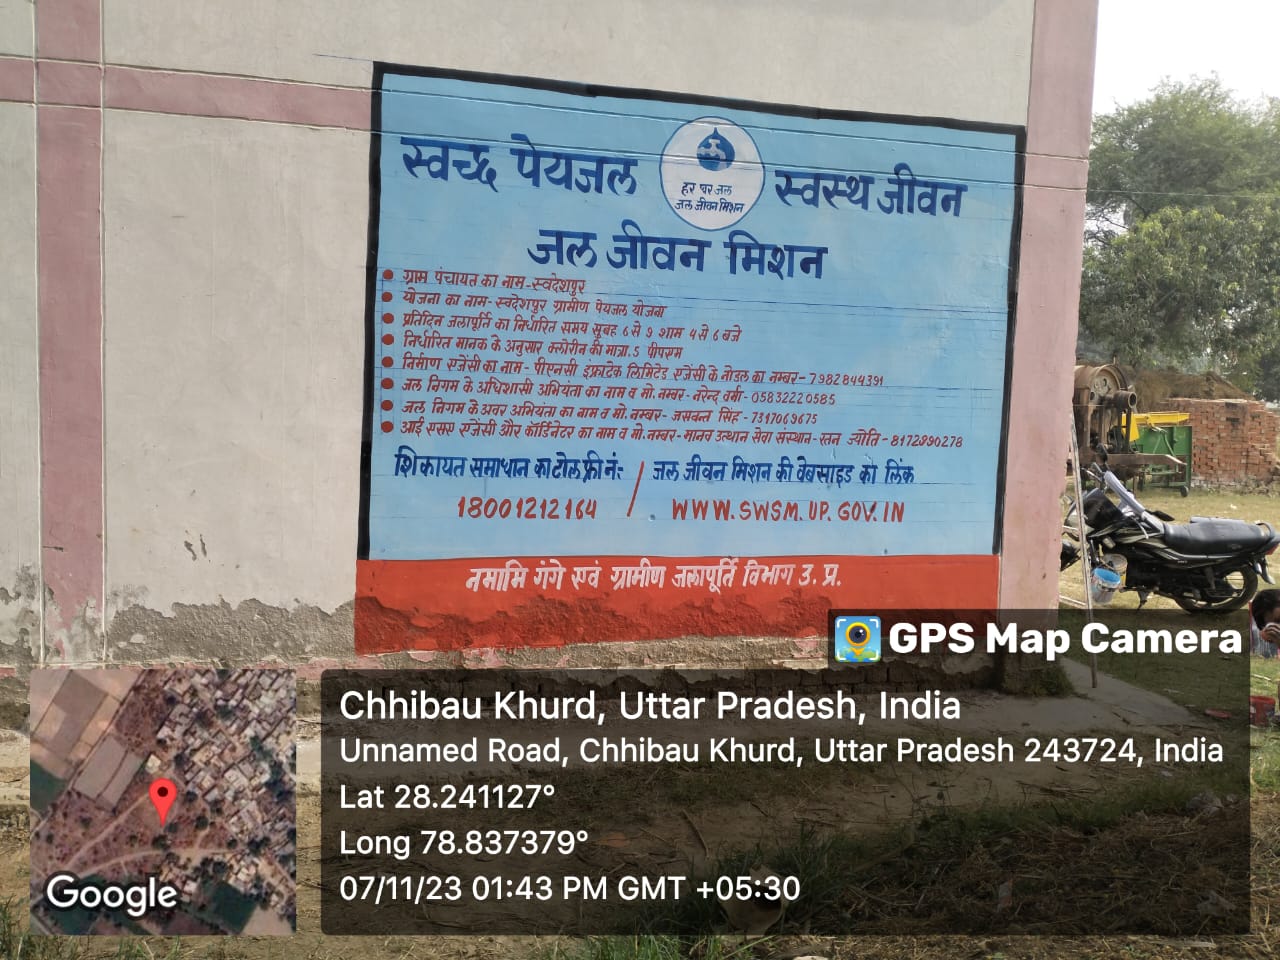 स्वच्छ पेयजल
हर घर जल
जल जीवन मिशन
स्वस्थ जीवन
जल जीवन मिशन
ग्राम पंचायत का नाम-स्वदेशपुर
योजना का नाम- स्वदेशपुर ग्रामीण पेयजल योजना
प्रतिदिन जलापूर्ति का निर्धारित समय सुबह 6 से 9 शाम 4 से 6 बजे
निर्धारित मानक के अनुसार क्लोरीन की मात्रा.5 पीपएम
निर्माण एजेंसी का नाम- पीएनसी इंफ्राटेक लिमिटेड एजेंसी के नोडल का नम्बर- 7982844391
जल निगम के अधिशासी अभियंता का नाम व मो. नम्बर- नरेन्द्र वर्मा- 05832220585
जल निगम के अवर अभियंता का नाम व मो. नम्बर- जसवन्त सिंह- 7397069675
आई एसए एजेंसी और कॉर्डिनेटर का नाम व मो. नम्बर- मानव उत्थान सेवा संस्थान- रतन ज्योति- 8172990278
शिकायत समाधान का टोल फ्री नं:- / जल जीवन मिशन की वेबसाइड का लिंक
18001212164 / WWW.SWSM.UP.GOV.IN
नमामि गंगे एवं ग्रामीण जलापूर्ति विभाग उ. प्र.
GPS Map Camera
Chhibau Khurd, Uttar Pradesh, India
Unnamed Road, Chhibau Khurd, Uttar Pradesh 243724, India
Lat 28.241127°
Long 78.837379°
07/11/23 01:43 PM GMT +05:30
Google